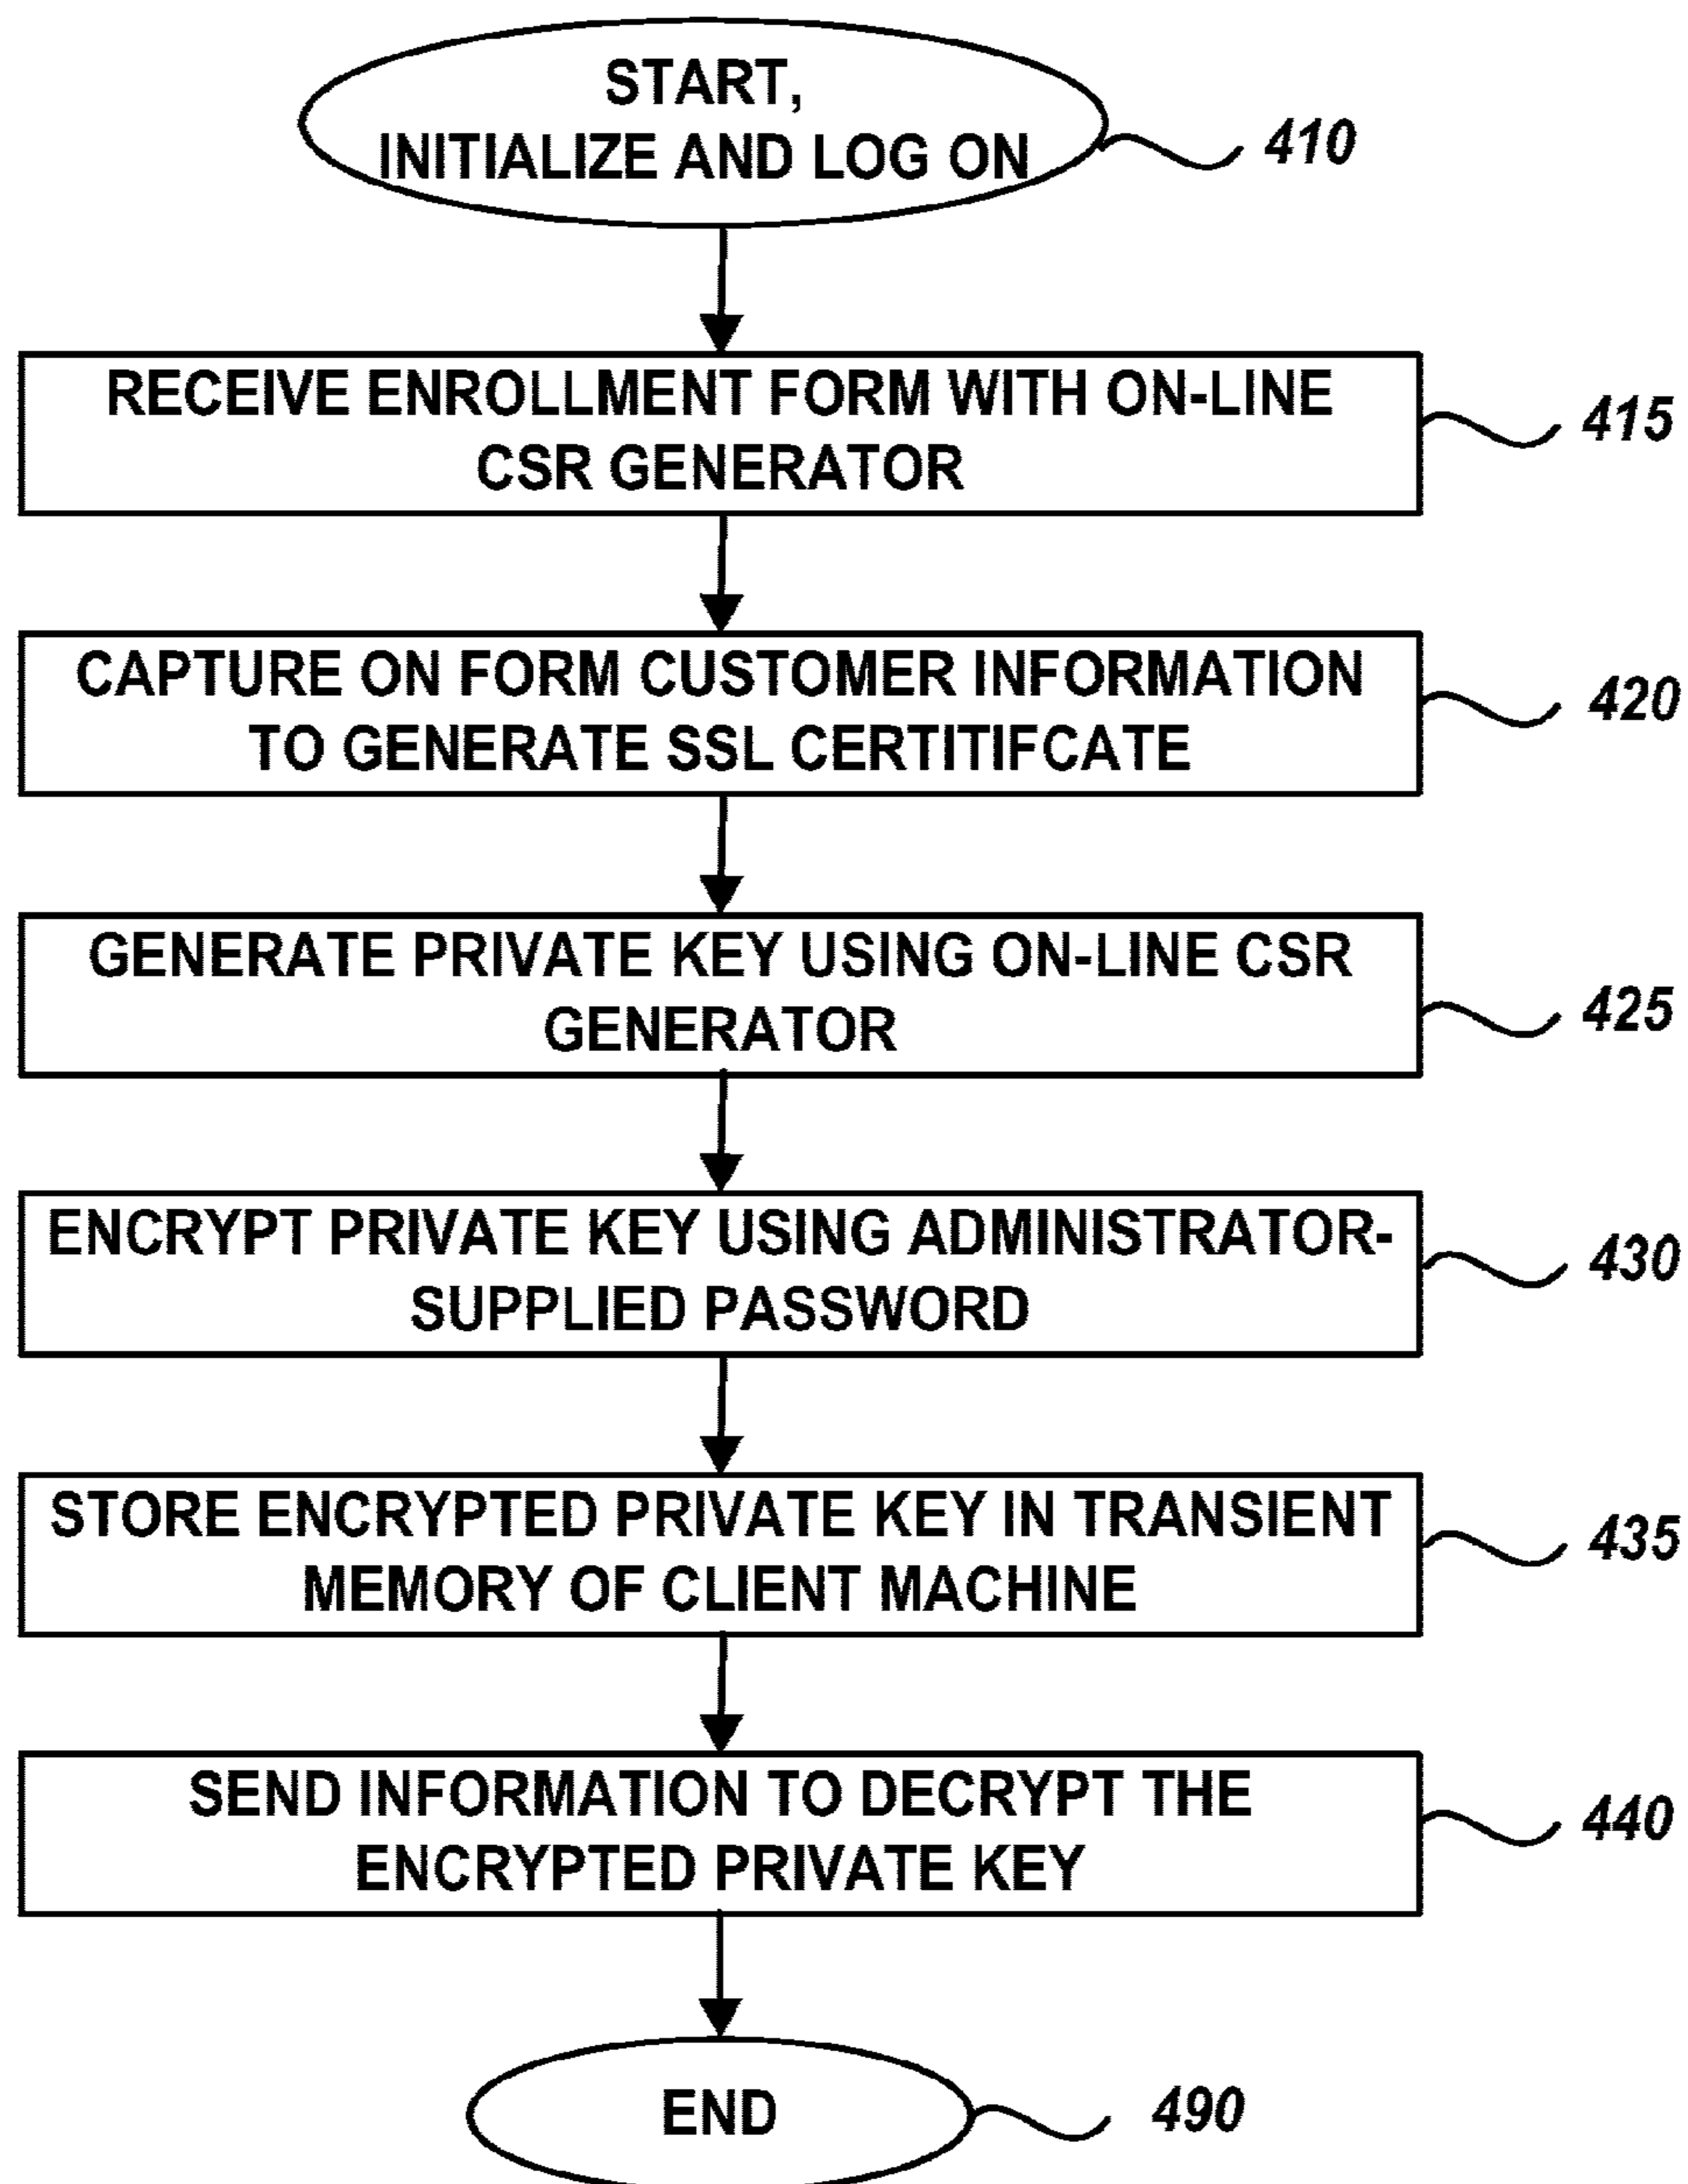 START,
INITIALIZE AND LOG ON
410
RECEIVE ENROLLMENT FORM WITH ON-LINE
CSR GENERATOR
415
CAPTURE ON FORM CUSTOMER INFORMATION
TO GENERATE SSL CERTITIFCATE
420
GENERATE PRIVATE KEY USING ON-LINE CSR
GENERATOR
425
ENCRYPT PRIVATE KEY USING ADMINISTRATOR-
SUPPLIED PASSWORD
430
STORE ENCRYPTED PRIVATE KEY IN TRANSIENT
MEMORY OF CLIENT MACHINE
435
SEND INFORMATION TO DECRYPT THE
ENCRYPTED PRIVATE KEY
440
END
490